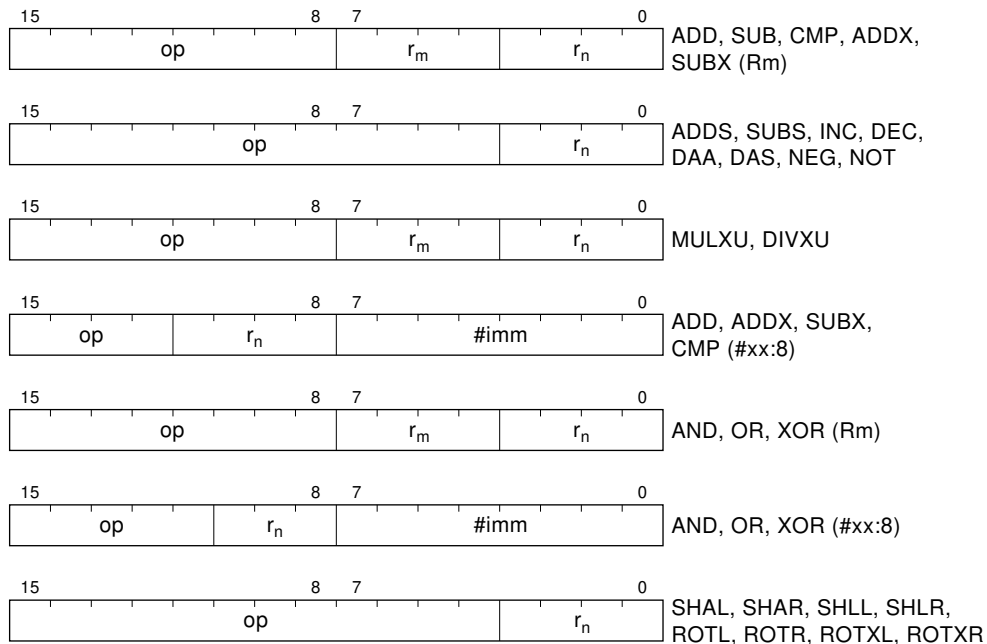 15 8 7 0
op rm rn ADD, SUB, CMP, ADDX,
SUBX (Rm)
15 8 7 0
op rn ADDS, SUBS, INC, DEC,
DAA, DAS, NEG, NOT
15 8 7 0
op rm rn MULXU, DIVXU
15 8 7 0
op rn #imm ADD, ADDX, SUBX,
CMP (#xx:8)
15 8 7 0
op rm rn AND, OR, XOR (Rm)
15 8 7 0
op rn #imm AND, OR, XOR (#xx:8)
15 8 7 0
op rn SHAL, SHAR, SHLL, SHLR,
ROTL, ROTR, ROTXL, ROTXR